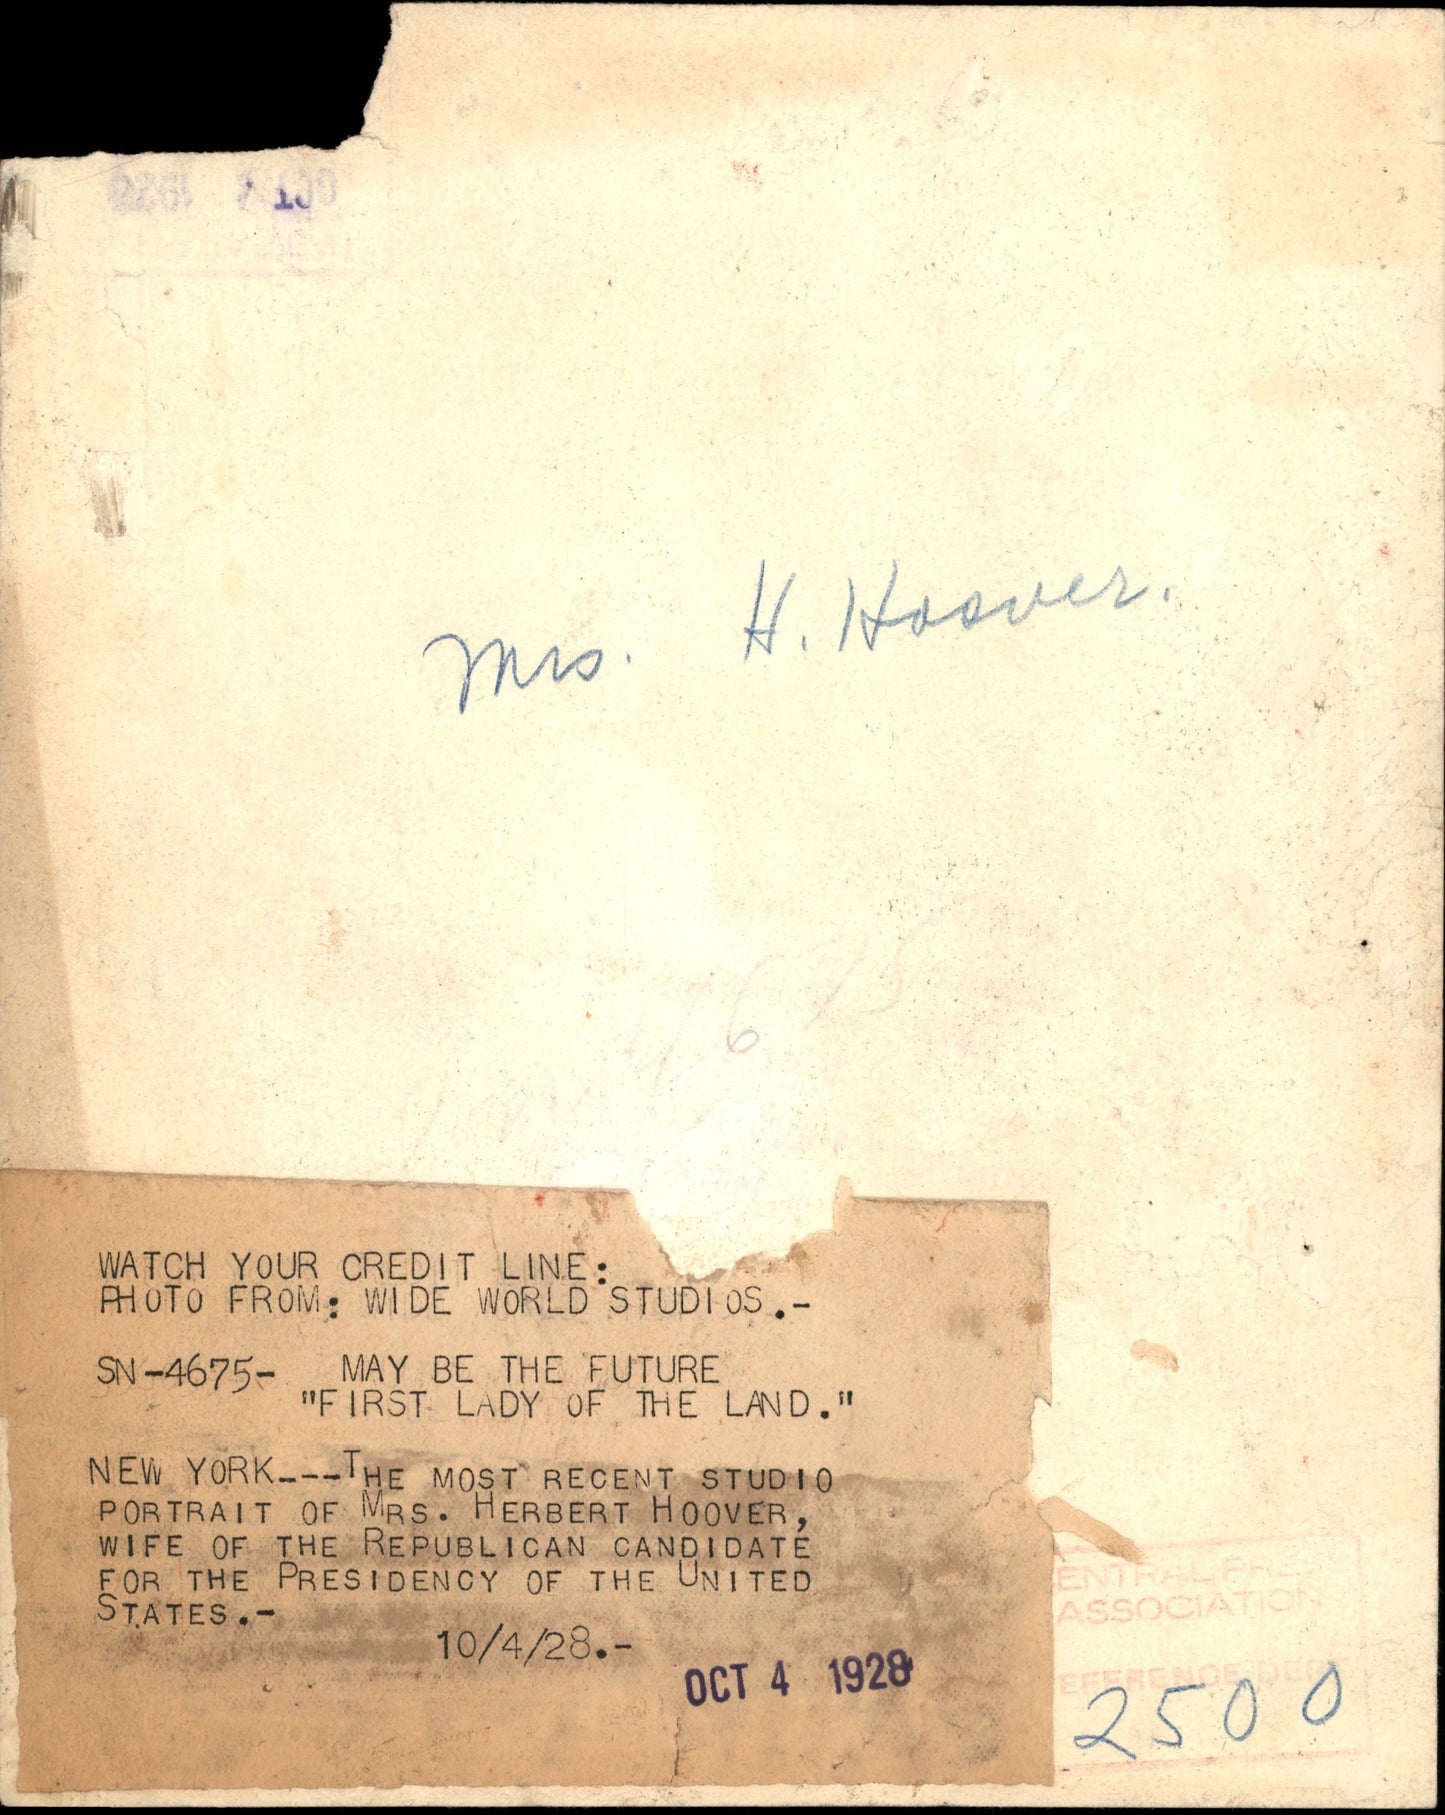 Mrs. H. Hoover.
WATCH YOUR CREDIT LINE:
PHOTO FROM: WIDE WORLD STUDIOS.-
SN-4675- MAY BE THE FUTURE
"FIRST LADY OF THE LAND."
NEW YORK---THE MOST RECENT STUDIO
PORTRAIT OF MRS. HERBERT HOOVER,
WIFE OF THE REPUBLICAN CANDIDATE
FOR THE PRESIDENCY OF THE UNITED
STATES.-
10/4/28.-
OCT 4 1928
ASSOCIATION
2500